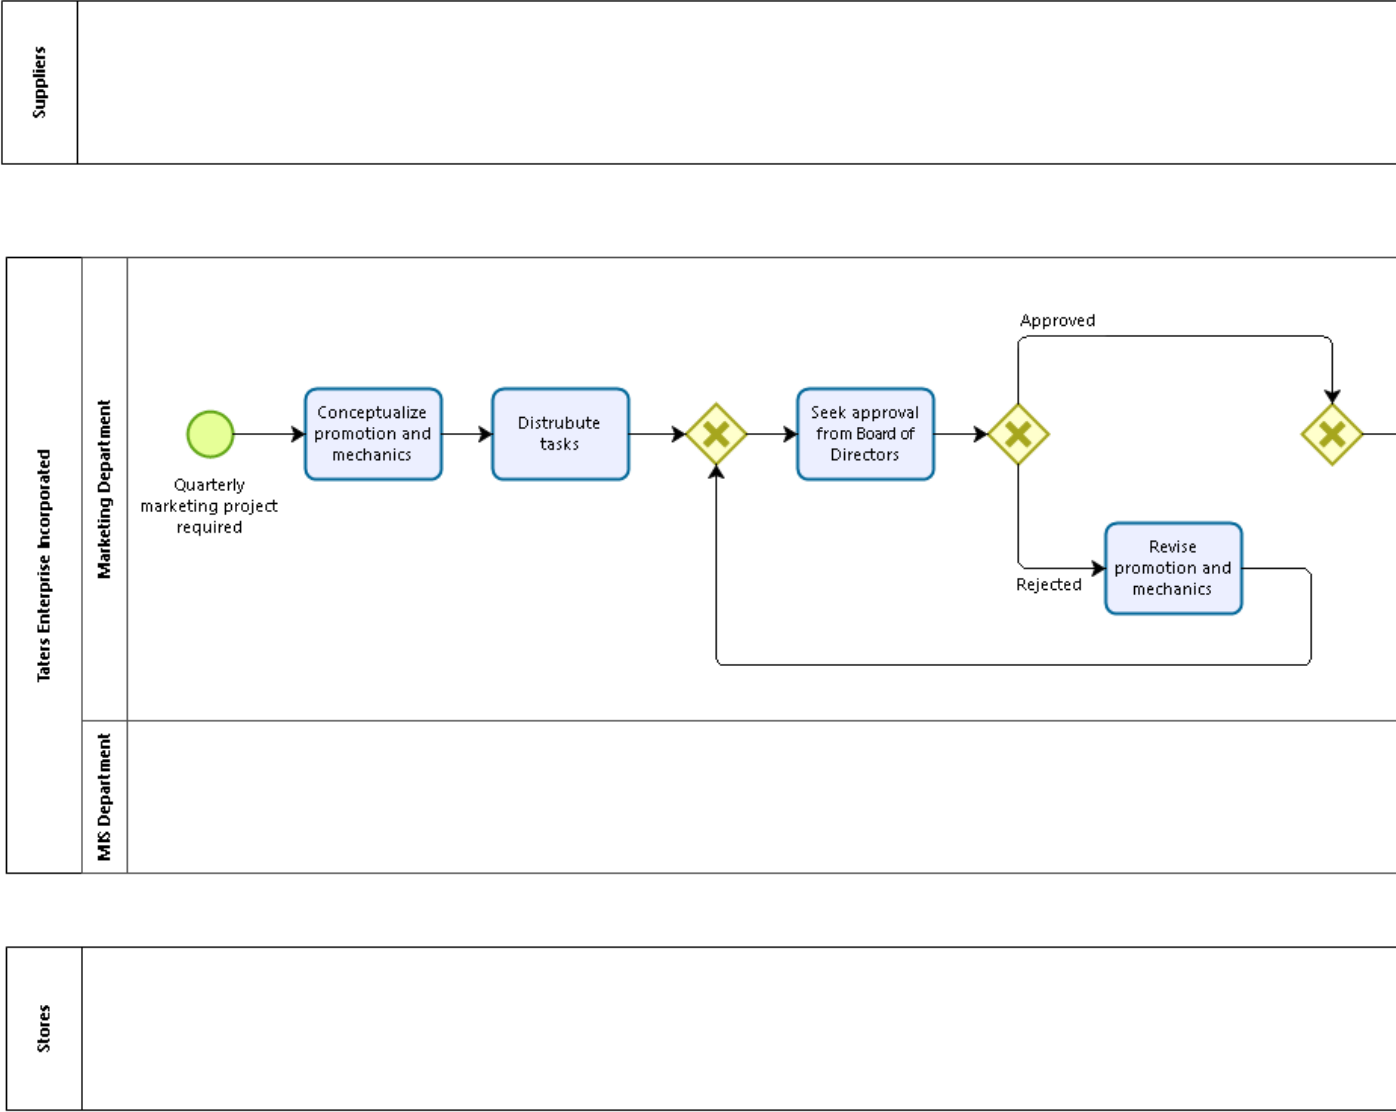 Suppliers
Taters Enterprise Incorporated
Marketing Department
Quarterly
marketing project
required
Conceptualize
promotion and
mechanics
Distrubute
tasks
Seek approval
from Board of
Directors
Approved
Rejected
Revise
promotion and
mechanics
MIS Department
Stores